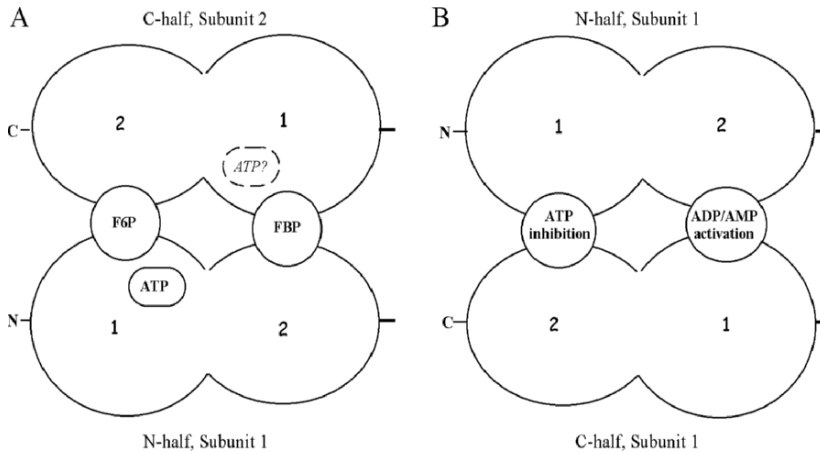 A
C-half, Subunit 2
C
2
1
ATP?
F6P
FBP
ATP
N
1
2
N-half, Subunit 1
B
N-half, Subunit 1
N
1
2
ATP
inhibition
ADP/AMP
activation
C
2
1
C-half, Subunit 1